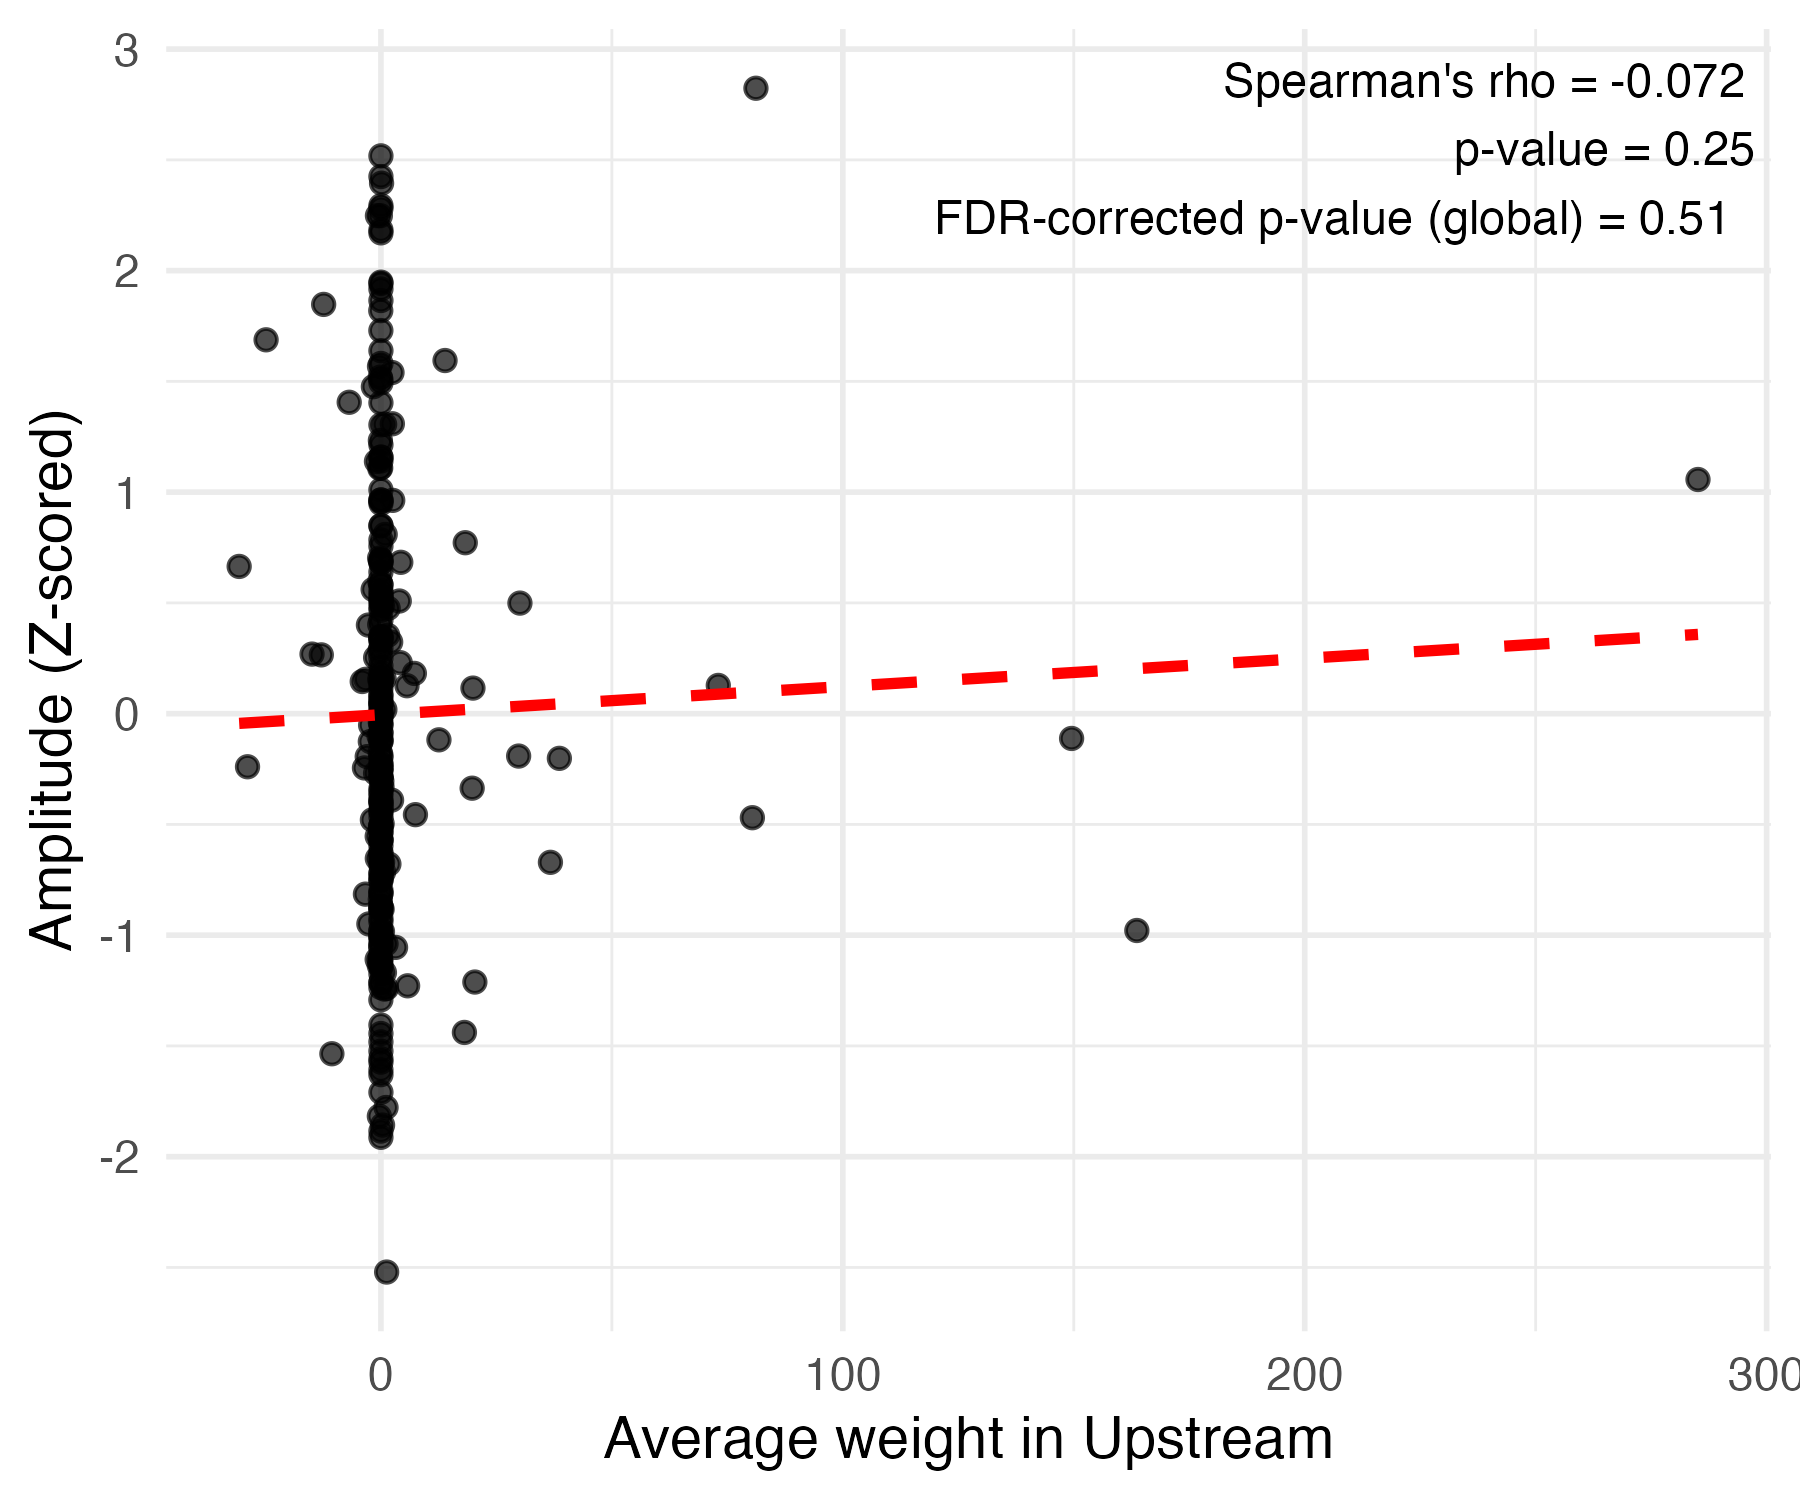 Spearman's rho = -0.072
p-value = 0.25
FDR-corrected p-value (global) = 0.51
3
2
1
0
-1
-2
Amplitude (Z-scored)
0
100
200
300
Average weight in Upstream